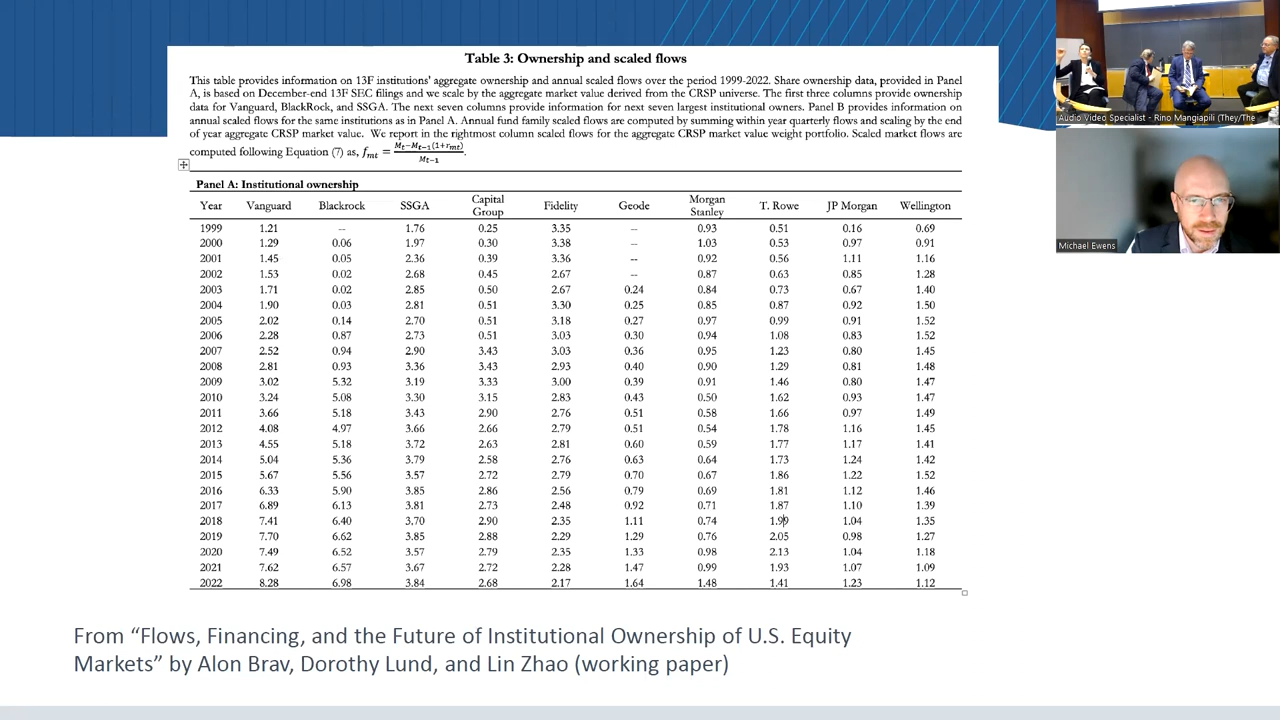 Table 3: Ownership and scaled flows
This table provides information on 13F institutions' aggregate ownership and annual scaled flows over the period 1999-2022. Share ownership data, provided in Panel
A, is based on December-end 13F SEC filings and we scale by the aggregate market value derived from the CRSP universe. The first three columns provide ownership
data for Vanguard, BlackRock, and SSGA. The next seven columns provide information for next seven largest institutional owners. Panel B provides information on
annual scaled flows for the same institutions as in Panel A. Annual fund family scaled flows are computed by summing within year quarterly flows and scaling by the end
of year aggregate CRSP market value. We report in the rightmost column scaled flows for the aggregate CRSP market value weight portfolio. Scaled market flows are
computed following Equation (7) as, f_mt = (M_t−M_t−1(1+r_mt))/M_t−1.
Panel A: Institutional ownership
Year Vanguard Blackrock SSGA Capital Group Fidelity Geode Morgan Stanley T. Rowe JP Morgan Wellington
1999 1.21 -- 1.76 0.25 3.35 -- 0.93 0.51 0.16 0.69
2000 1.29 0.06 1.97 0.30 3.38 -- 1.03 0.53 0.97 0.91
2001 1.45 0.05 2.36 0.39 3.36 -- 0.92 0.56 1.11 1.16
2002 1.53 0.02 2.68 0.45 2.67 -- 0.87 0.63 0.85 1.28
2003 1.71 0.02 2.85 0.50 2.67 0.24 0.84 0.73 0.67 1.40
2004 1.90 0.03 2.81 0.51 3.30 0.25 0.85 0.87 0.92 1.50
2005 2.02 0.14 2.70 0.51 3.18 0.27 0.97 0.99 0.91 1.52
2006 2.28 0.87 2.73 0.51 3.03 0.30 0.94 1.08 0.83 1.52
2007 2.52 0.94 2.90 3.43 3.03 0.36 0.95 1.23 0.80 1.45
2008 2.81 0.93 3.36 3.43 2.93 0.40 0.90 1.29 0.81 1.48
2009 3.02 5.32 3.19 3.33 3.00 0.39 0.91 1.46 0.80 1.47
2010 3.24 5.08 3.30 3.15 2.83 0.43 0.50 1.62 0.93 1.47
2011 3.66 5.18 3.43 2.90 2.76 0.51 0.58 1.66 0.97 1.49
2012 4.08 4.97 3.66 2.66 2.79 0.51 0.54 1.78 1.16 1.45
2013 4.55 5.18 3.72 2.63 2.81 0.60 0.59 1.77 1.17 1.41
2014 5.04 5.36 3.79 2.58 2.76 0.63 0.64 1.73 1.24 1.42
2015 5.67 5.56 3.57 2.72 2.79 0.70 0.67 1.86 1.22 1.52
2016 6.33 5.90 3.85 2.86 2.56 0.79 0.69 1.81 1.12 1.46
2017 6.89 6.13 3.81 2.73 2.48 0.92 0.71 1.87 1.10 1.39
2018 7.41 6.40 3.70 2.90 2.35 1.11 0.74 1.99 1.04 1.35
2019 7.70 6.62 3.85 2.88 2.29 1.29 0.76 2.05 0.98 1.27
2020 7.49 6.52 3.57 2.79 2.35 1.33 0.98 2.13 1.04 1.18
2021 7.62 6.57 3.67 2.72 2.28 1.47 0.99 1.93 1.07 1.09
2022 8.28 6.98 3.84 2.68 2.17 1.64 1.48 1.41 1.23 1.12
From “Flows, Financing, and the Future of Institutional Ownership of U.S. Equity
Markets” by Alon Brav, Dorothy Lund, and Lin Zhao (working paper)
Audio Video Specialist - Rino Mangiapili (They/The
Michael Ewens